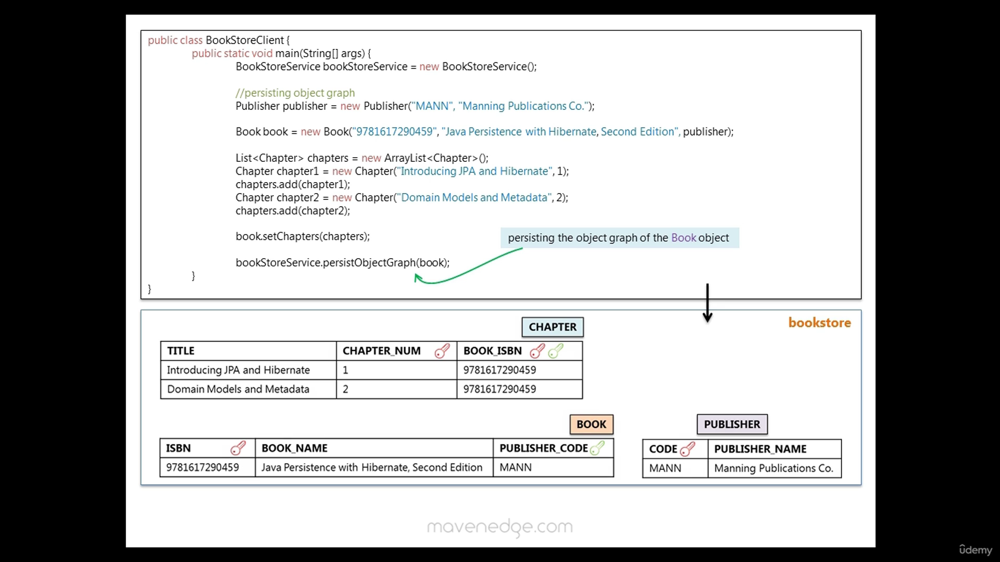 public class BookStoreClient {
public static void main(String[] args) {
BookStoreService bookStoreService = new BookStoreService();
//persisting object graph
Publisher publisher = new Publisher("MANN", "Manning Publications Co.");
Book book = new Book("9781617290459", "Java Persistence with Hibernate, Second Edition", publisher);
List<Chapter> chapters = new ArrayList<Chapter>();
Chapter chapter1 = new Chapter("Introducing JPA and Hibernate", 1);
chapters.add(chapter1);
Chapter chapter2 = new Chapter("Domain Models and Metadata", 2);
chapters.add(chapter2);
book.setChapters(chapters);
persisting the object graph of the Book object
bookStoreService.persistObjectGraph(book);
}
}
bookstore
CHAPTER
TITLE CHAPTER_NUM BOOK_ISBN
Introducing JPA and Hibernate 1 9781617290459
Domain Models and Metadata 2 9781617290459
BOOK
ISBN BOOK_NAME PUBLISHER_CODE
9781617290459 Java Persistence with Hibernate, Second Edition MANN
PUBLISHER
CODE PUBLISHER_NAME
MANN Manning Publications Co.
mavenedge.com
ûdemy